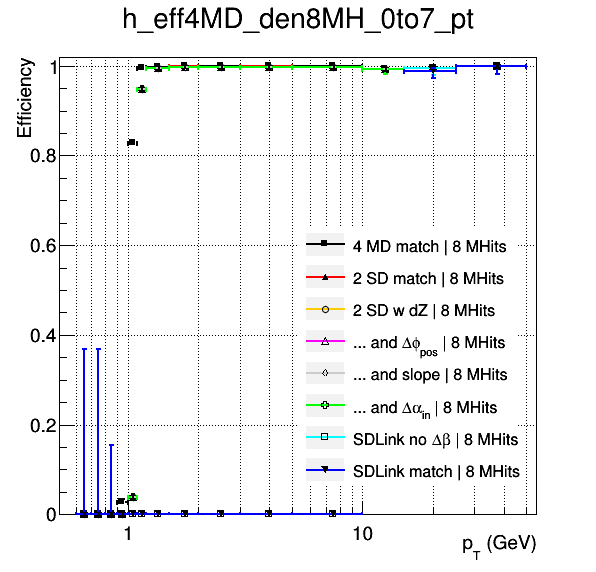 h_eff4MD_den8MH_0to7_pt
Efficiency
1
0.8
0.6
0.4
0.2
0
4 MD match | 8 MHits
2 SD match | 8 MHits
2 SD w dZ | 8 MHits
... and Δϕpos | 8 MHits
... and slope | 8 MHits
... and Δαin | 8 MHits
SDLink no Δβ | 8 MHits
SDLink match | 8 MHits
1 10
pT (GeV)